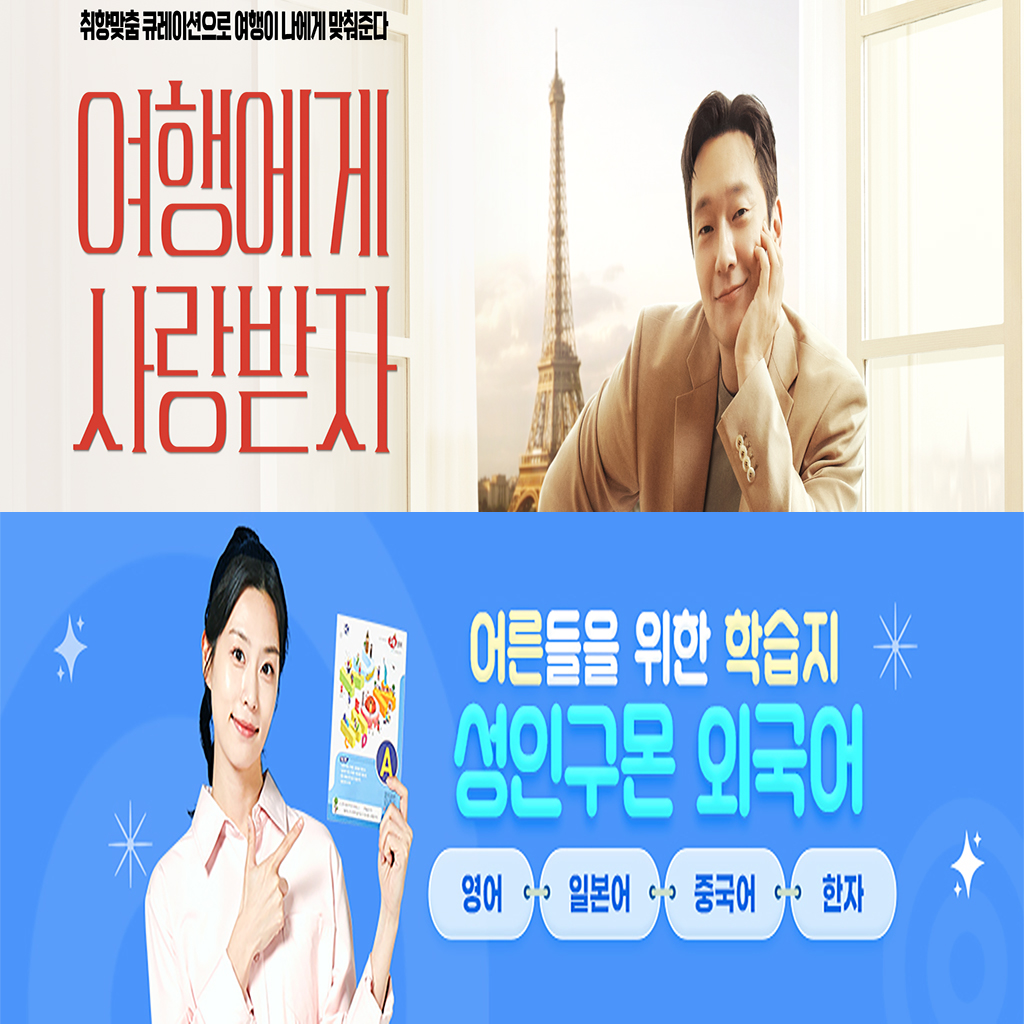 취향맞춤 큐레이션으로 여행이 나에게 맞춰준다
여행에게
사랑받자
어른들을 위한 학습지
성인구몬 외국어
영어 일본어 중국어 한자
A